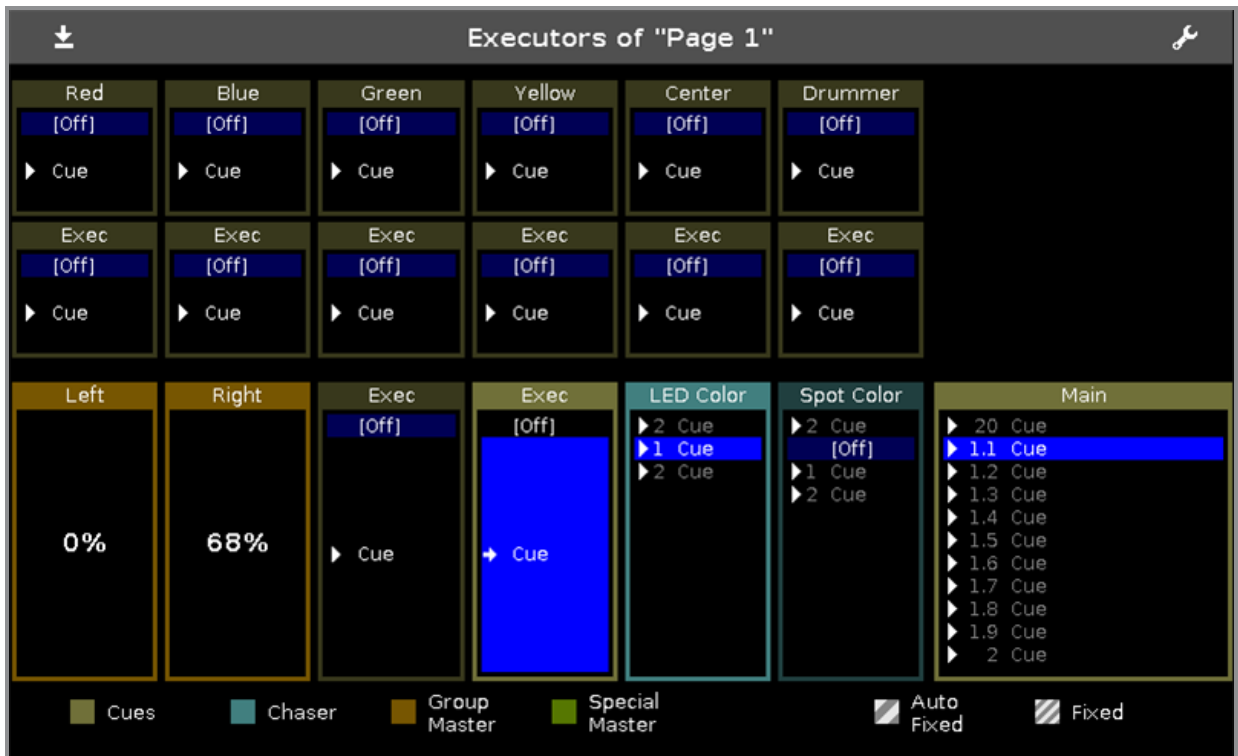 Executors of "Page 1"
Red Blue Green Yellow Center Drummer
[Off] [Off] [Off] [Off] [Off] [Off]
Cue Cue Cue Cue Cue Cue
Exec Exec Exec Exec Exec Exec
[Off] [Off] [Off] [Off] [Off] [Off]
Cue Cue Cue Cue Cue Cue
Left
0%
Right
68%
Exec
[Off]
Cue
Exec
[Off]
Cue
LED Color
2 Cue
1 Cue
2 Cue
Spot Color
2 Cue
[Off]
1 Cue
2 Cue
Main
20 Cue
1.1 Cue
1.2 Cue
1.3 Cue
1.4 Cue
1.5 Cue
1.6 Cue
1.7 Cue
1.8 Cue
1.9 Cue
2 Cue
Cues
Chaser
Group
Master
Special
Master
Auto
Fixed
Fixed